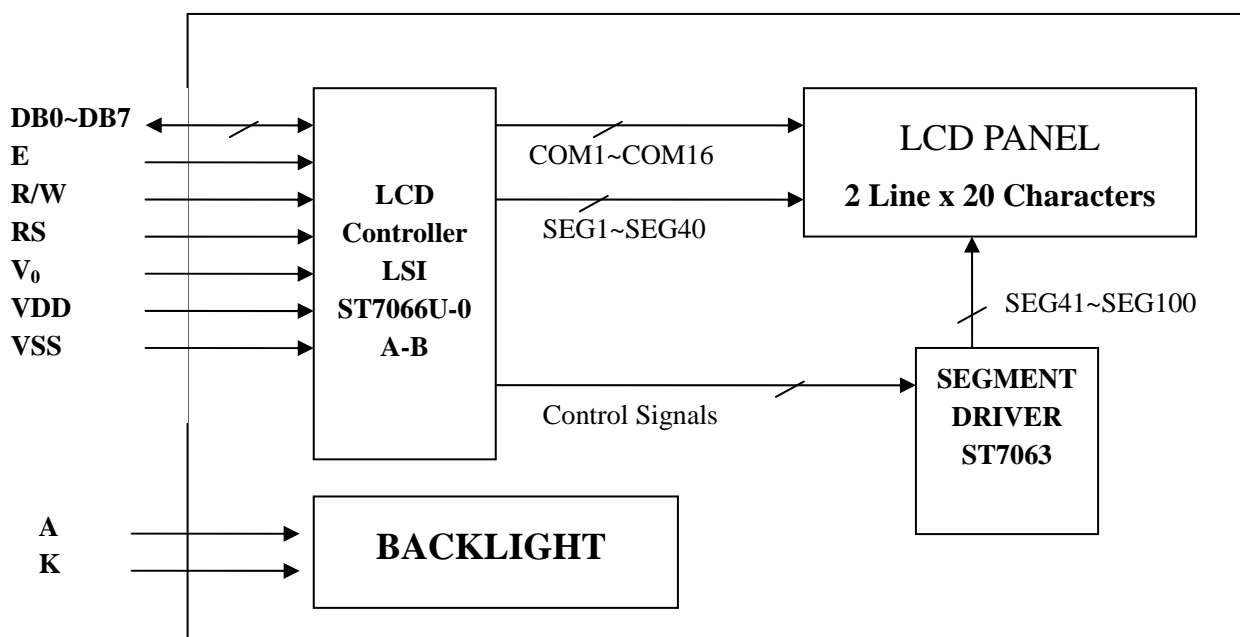 DB0~DB7
E
R/W
RS
V₀
VDD
VSS
LCD
Controller
LSI
ST7066U-0
A-B
COM1~COM16
SEG1~SEG40
LCD PANEL
2 Line x 20 Characters
SEG41~SEG100
Control Signals
SEGMENT
DRIVER
ST7063
A
K
BACKLIGHT